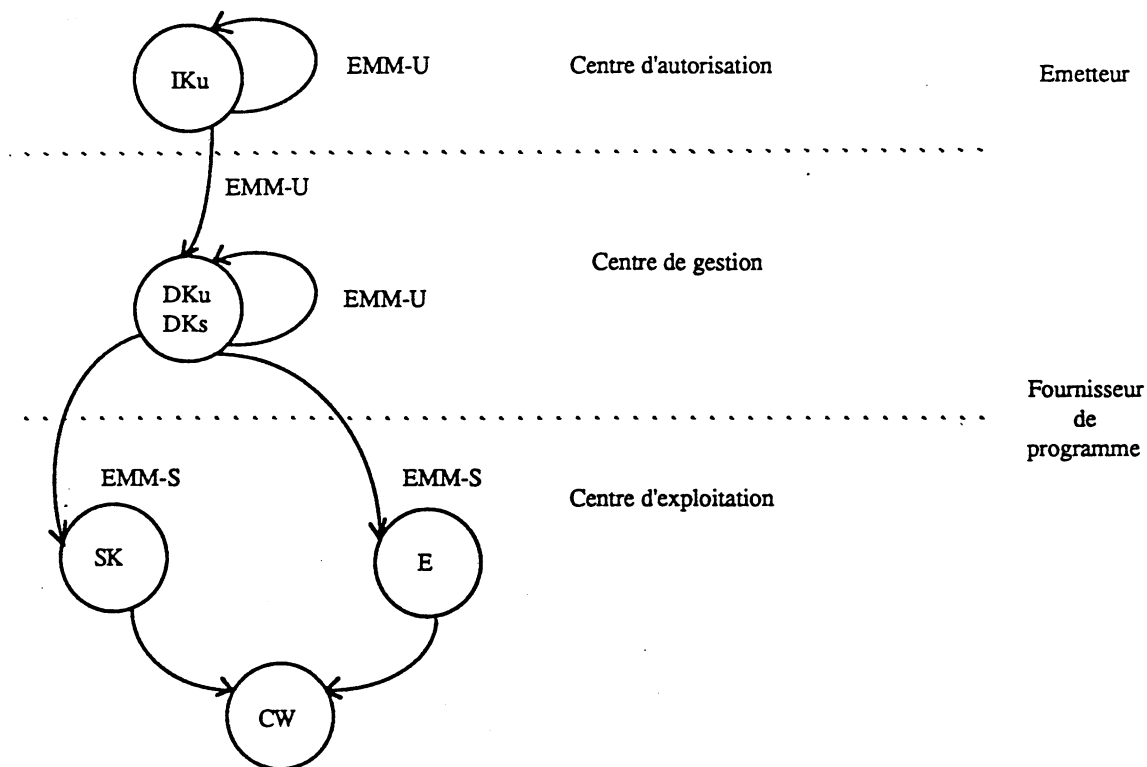 IKu
EMM-U
Centre d'autorisation
Emetteur
EMM-U
Centre de gestion
DKu
DKs
EMM-U
Fournisseur
de
programme
EMM-S
EMM-S
Centre d'exploitation
SK
E
CW